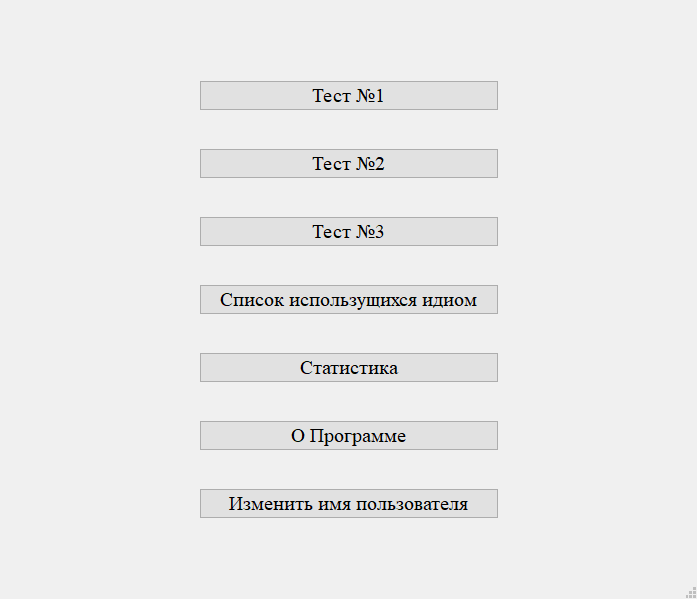 Тест №1
Тест №2
Тест №3
Список использущихся идиом
Статистика
О Программе
Изменить имя пользователя